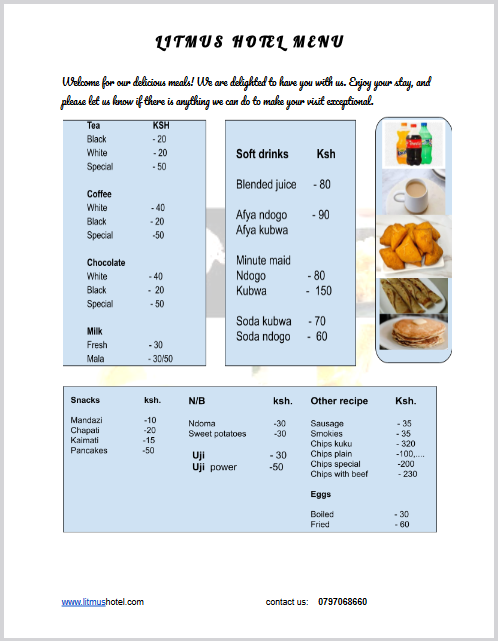 LITMUS HOTEL MENU
Welcome for our delicious meals! We are delighted to have you with us. Enjoy your stay, and
please let us know if there is anything we can do to make your visit exceptional.
Tea KSH
Black - 20
White - 20
Special - 50
Coffee
White - 40
Black - 20
Special -50
Chocolate
White - 40
Black - 20
Special - 50
Milk
Fresh - 30
Mala - 30/50
Soft drinks Ksh
Blended juice - 80
Afya ndogo - 90
Afya kubwa
Minute maid
Ndogo - 80
Kubwa - 150
Soda kubwa - 70
Soda ndogo - 60
Snacks ksh.
Mandazi -10
Chapati -20
Kaimati -15
Pancakes -50
N/B ksh.
Ndoma -30
Sweet potatoes -30
Uji - 30
Uji power -50
Other recipe Ksh.
Sausage - 35
Smokies - 35
Chips kuku - 320
Chips plain -100,....
Chips special -200
Chips with beef - 230
Eggs
Boiled - 30
Fried - 60
www.litmushotel.com contact us: 0797068660